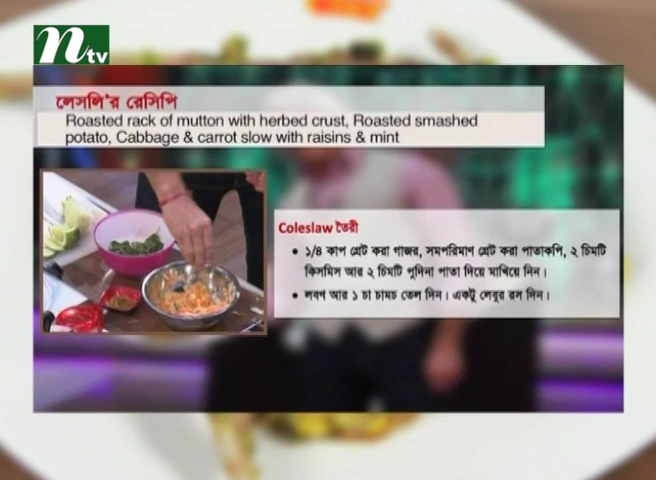 ntv
লেসলি'র রেসিপি
Roasted rack of mutton with herbed crust, Roasted smashed
potato, Cabbage & carrot slow with raisins & mint
Coleslaw তৈরী
• ১/৪ কাপ গ্রেট করা গাজর, সমপরিমাণ গ্রেট করা পাতাকপি, ২ চিমটি
কিসমিস আর ২ চিমটি পুদিনা পাতা দিয়ে মাখিয়ে নিন।
• লবণ আর ১ চা চামচ তেল দিন। একটু লেবুর রস দিন।